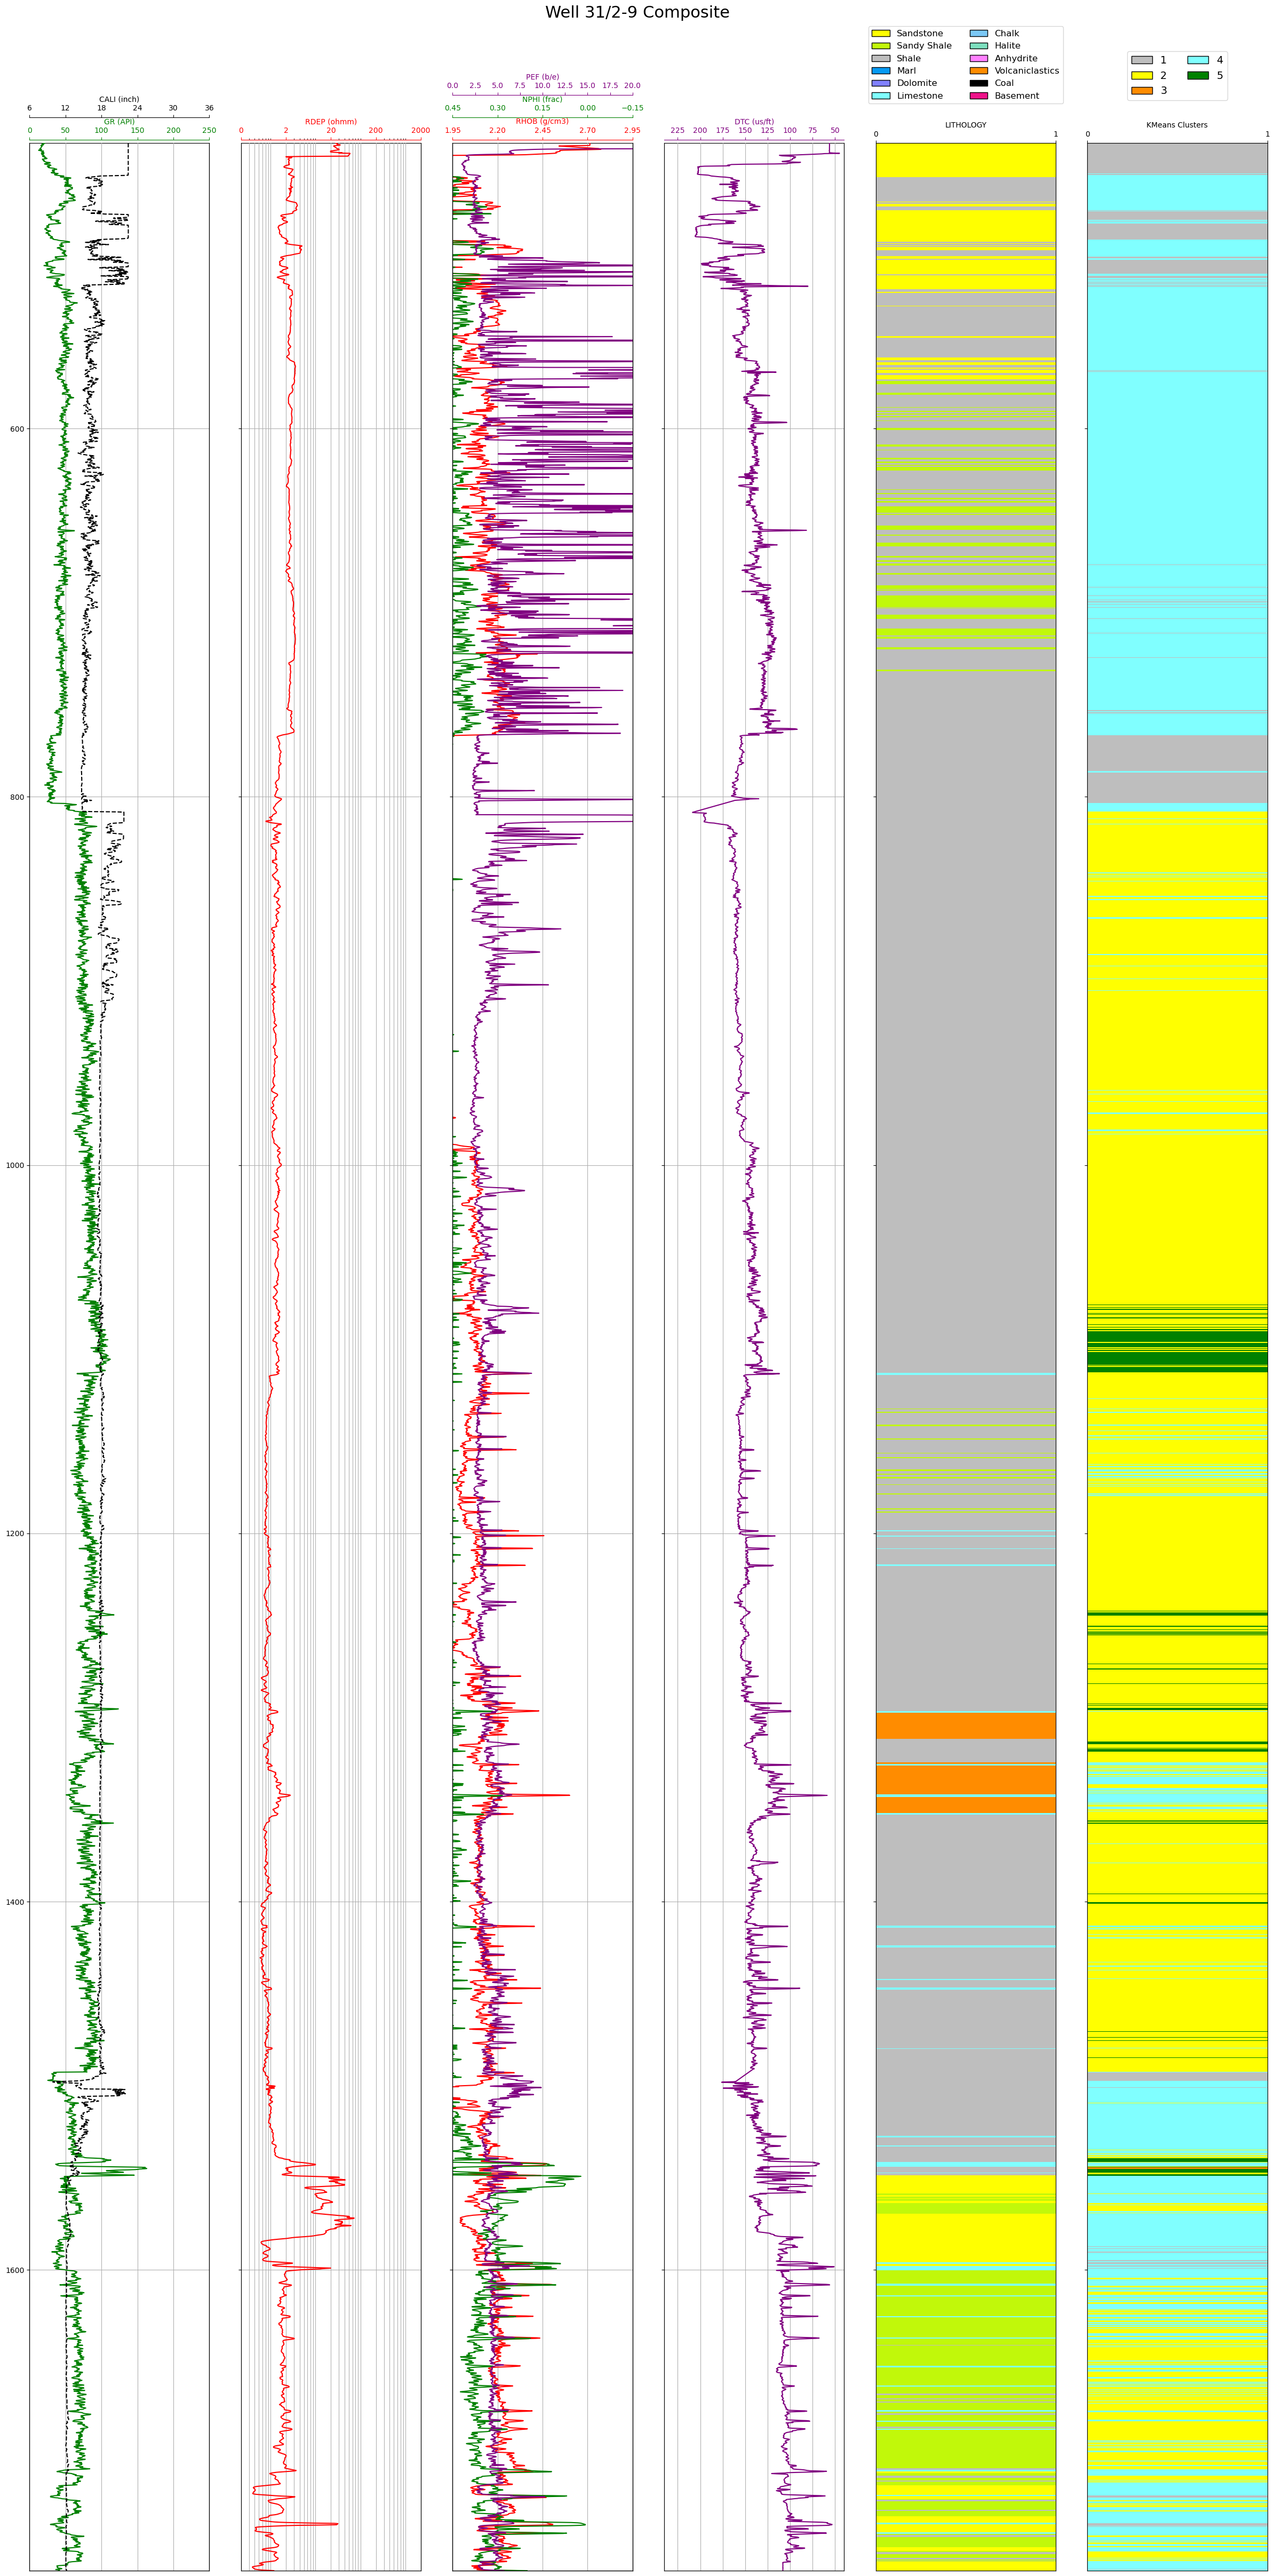 Well 31/2-9 Composite
Sandstone Chalk
Sandy Shale Halite
Shale Anhydrite
Marl Volcaniclastics
Dolomite Coal
Limestone Basement
1 4
2 5
3
PEF (b/e)
0.0 2.5 5.0 7.5 10.0 12.5 15.0 17.5 20.0
CALI (inch)
6 12 18 24 30 36
NPHI (frac)
0.45 0.30 0.15 0.00 −0.15
GR (API)
0 50 100 150 200 250
RDEP (ohmm)
0 2 20 200 2000
RHOB (g/cm3)
1.95 2.20 2.45 2.70 2.95
DTC (us/ft)
225 200 175 150 125 100 75 50
LITHOLOGY
0 1
KMeans Clusters
0 1
600
800
1000
1200
1400
1600